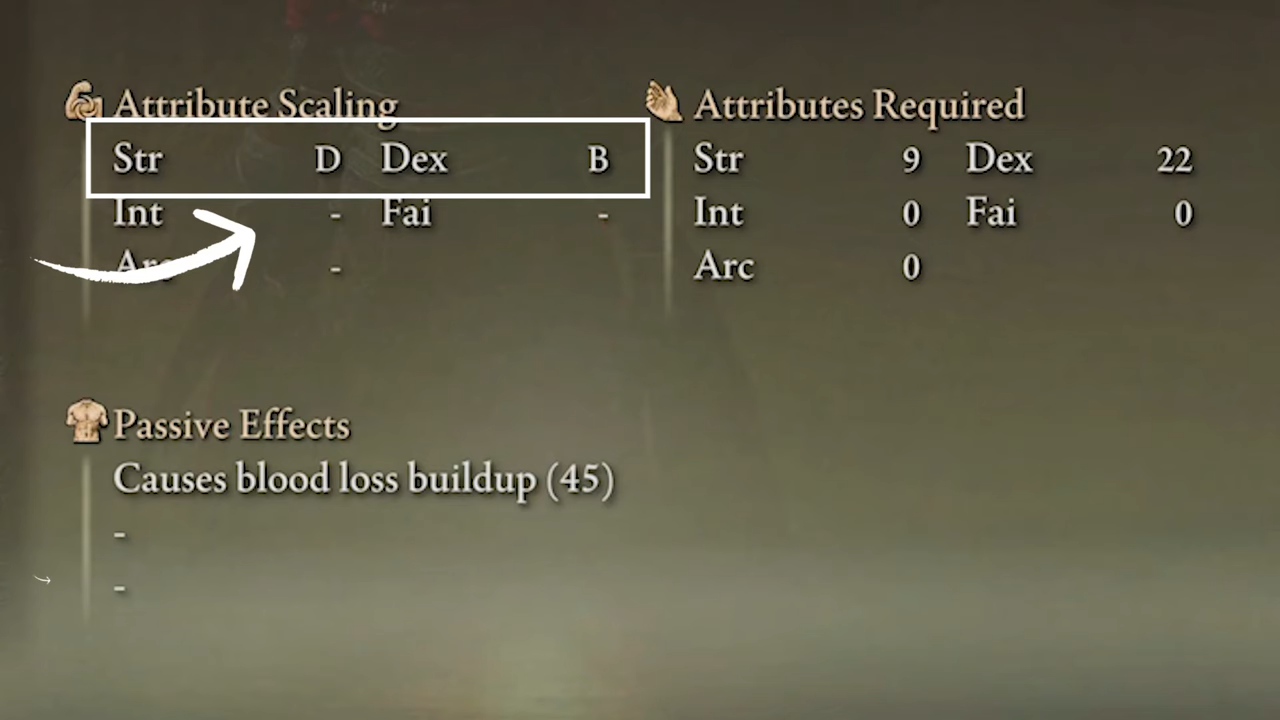 Attribute Scaling
Str D Dex B
Int - Fai -
Arc -
Attributes Required
Str 9 Dex 22
Int 0 Fai 0
Arc 0
Passive Effects
Causes blood loss buildup (45)
-
-